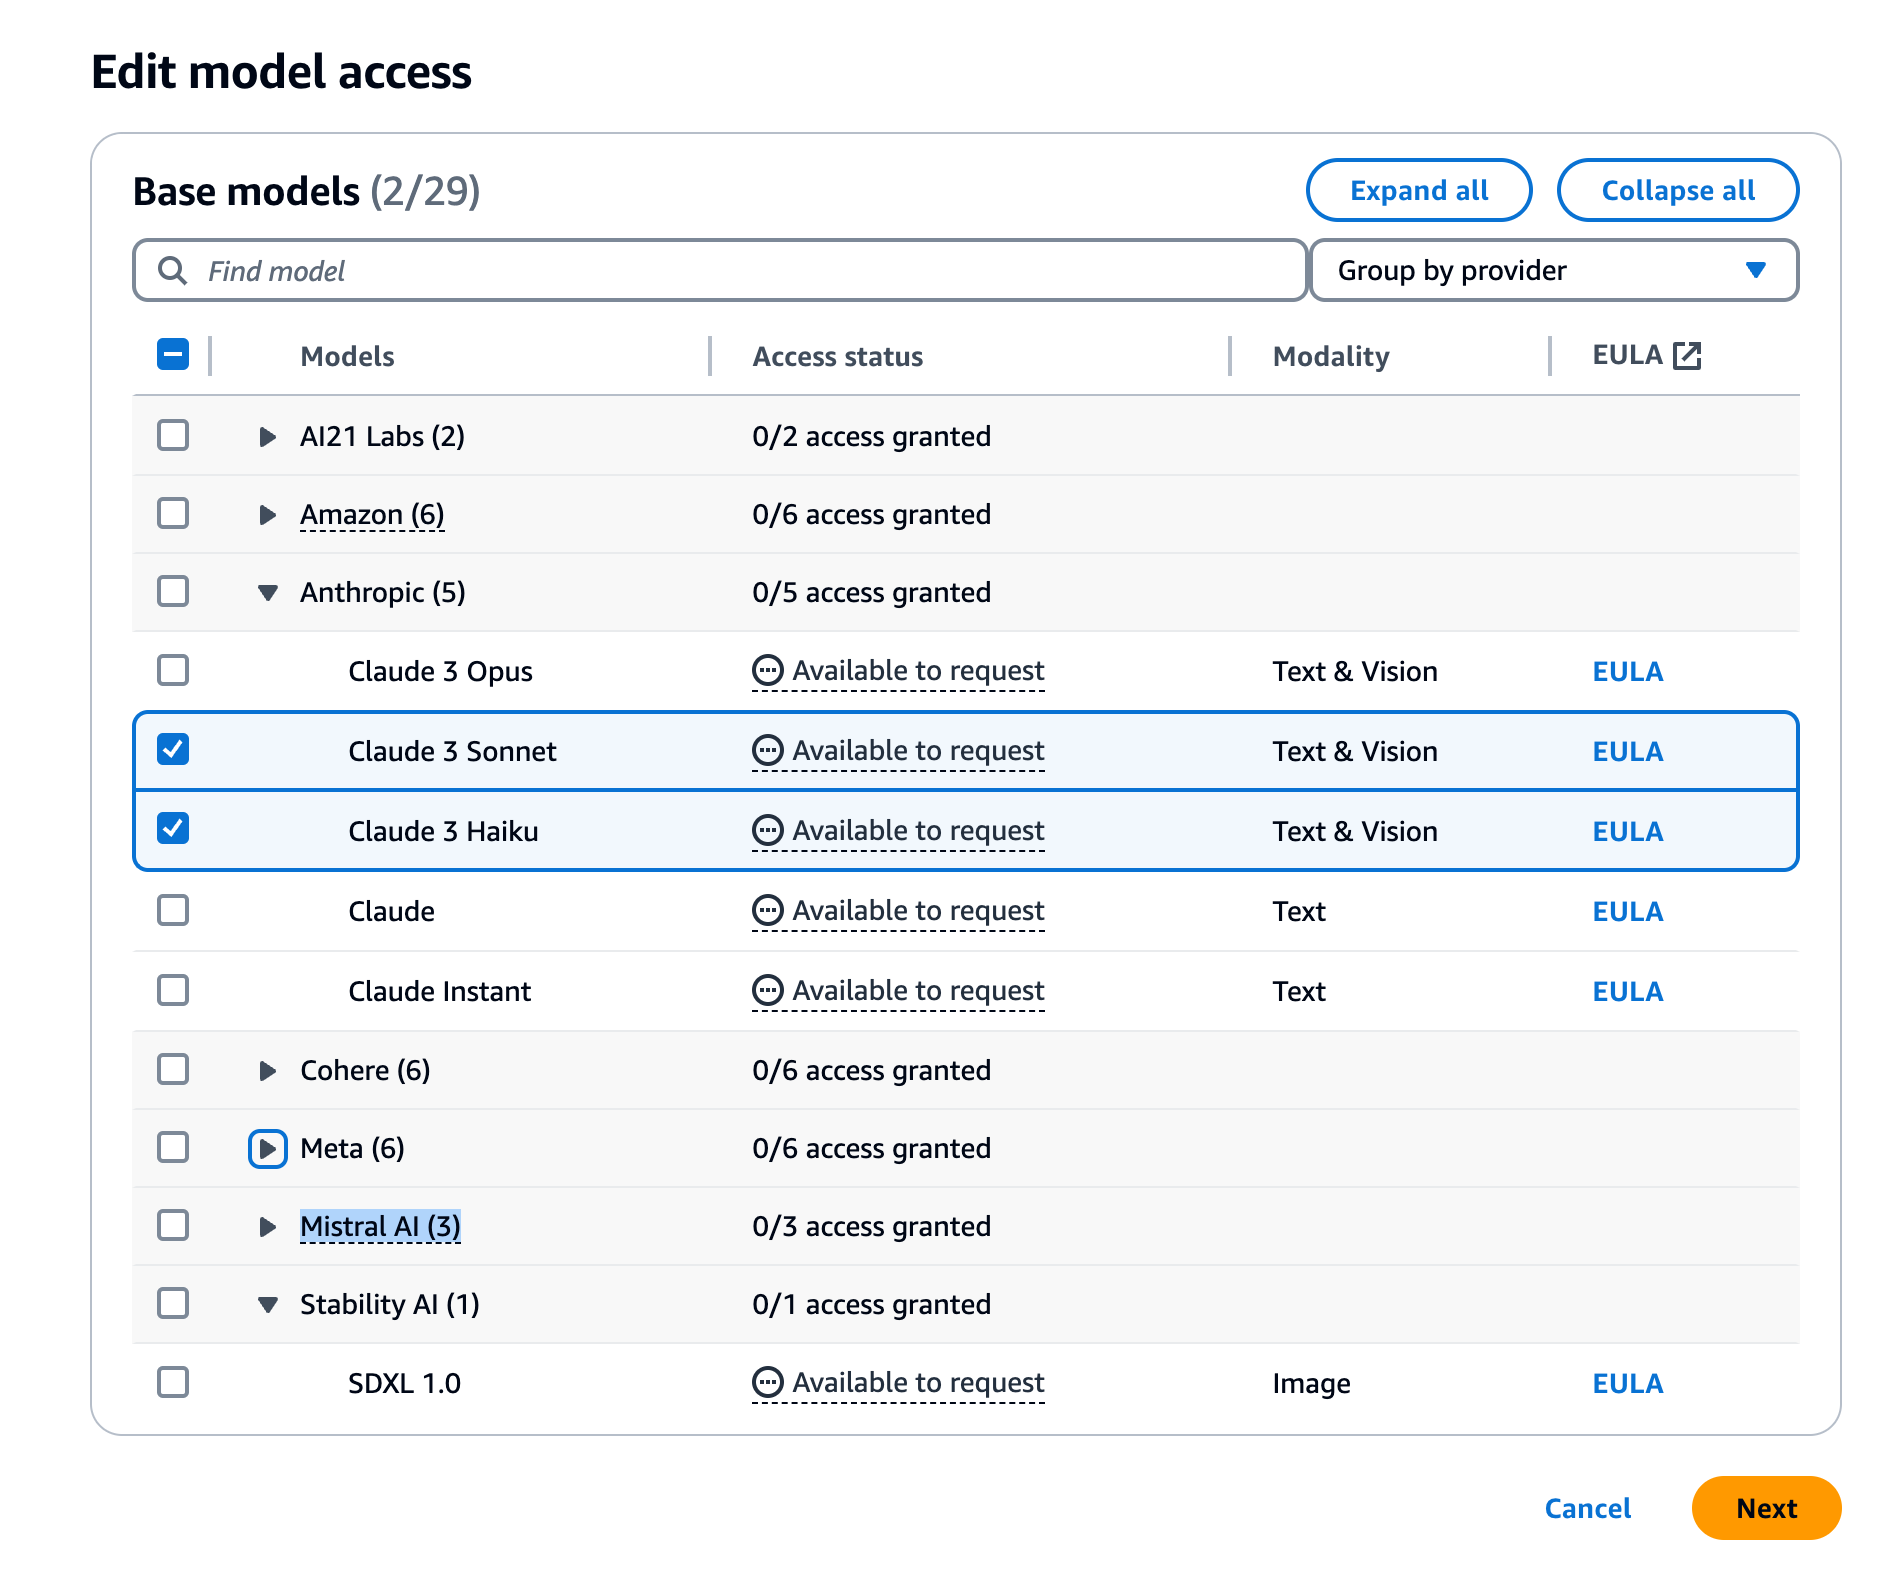 Edit model access
Base models (2/29)
Expand all
Collapse all
Find model
Group by provider
Models Access status Modality EULA
AI21 Labs (2) 0/2 access granted
Amazon (6) 0/6 access granted
Anthropic (5) 0/5 access granted
Claude 3 Opus Available to request Text & Vision EULA
Claude 3 Sonnet Available to request Text & Vision EULA
Claude 3 Haiku Available to request Text & Vision EULA
Claude Available to request Text EULA
Claude Instant Available to request Text EULA
Cohere (6) 0/6 access granted
Meta (6) 0/6 access granted
Mistral AI (3) 0/3 access granted
Stability AI (1) 0/1 access granted
SDXL 1.0 Available to request Image EULA
Cancel
Next